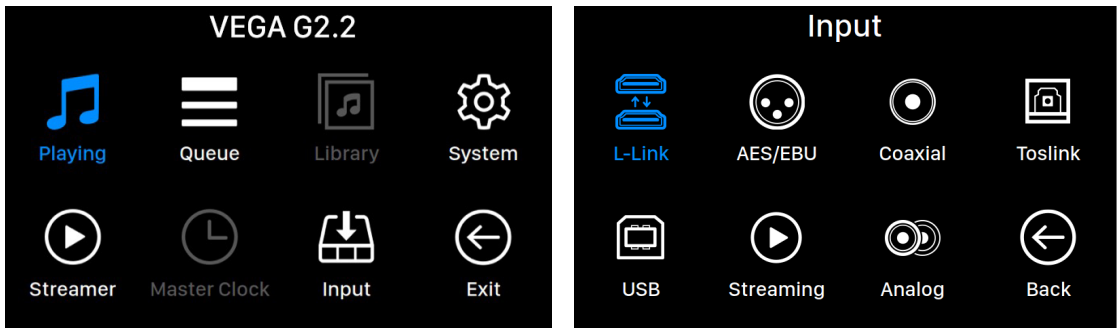 VEGA G2.2
Playing Queue Library System
Streamer Master Clock Input Exit
Input
L-Link AES/EBU Coaxial Toslink
USB Streaming Analog Back